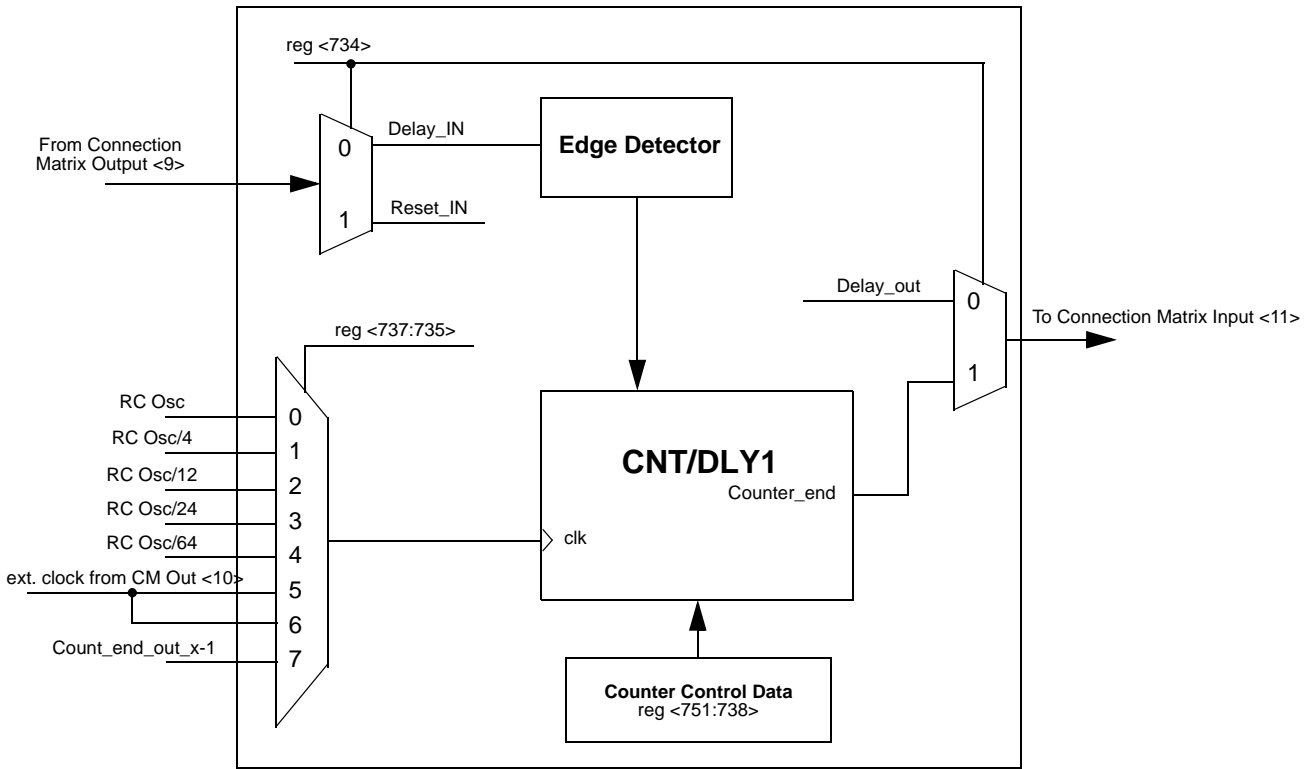 reg <734>
From Connection
Matrix Output <9>
0
1
Delay_IN
Reset_IN
Edge Detector
Delay_out
0
1
To Connection Matrix Input <11>
reg <737:735>
RC Osc
RC Osc/4
RC Osc/12
RC Osc/24
RC Osc/64
ext. clock from CM Out <10>
Count_end_out_x-1
0
1
2
3
4
5
6
7
CNT/DLY1
Counter_end
clk
Counter Control Data
reg <751:738>